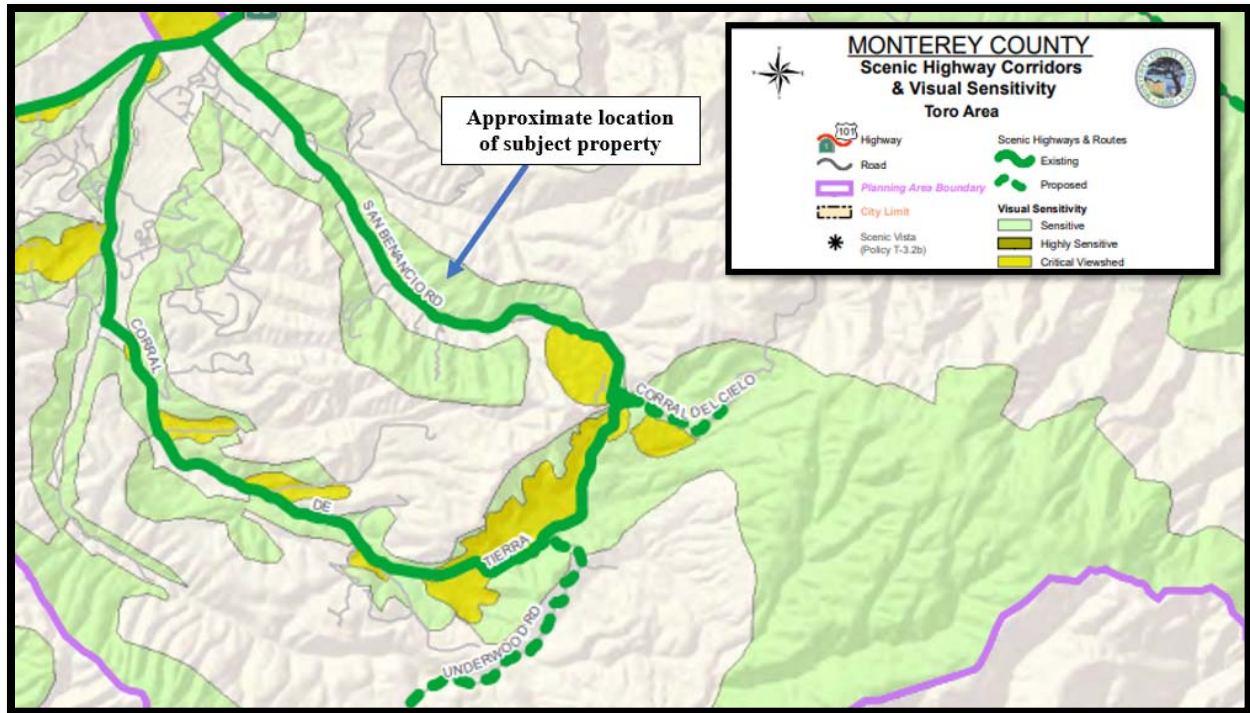 MONTEREY COUNTY
Scenic Highway Corridors
& Visual Sensitivity
Toro Area
101
Highway
Road
Planning Area Boundary
City Limit
Scenic Vista
(Policy T-3.2b)
Scenic Highways & Routes
Existing
Proposed
Visual Sensitivity
Sensitive
Highly Sensitive
Critical Viewshed
Approximate location
of subject property
SAN BENANCIO RD
CORRAL
DE
TIERRA
CORRAL DEL CIELO
UNDERWOOD RD